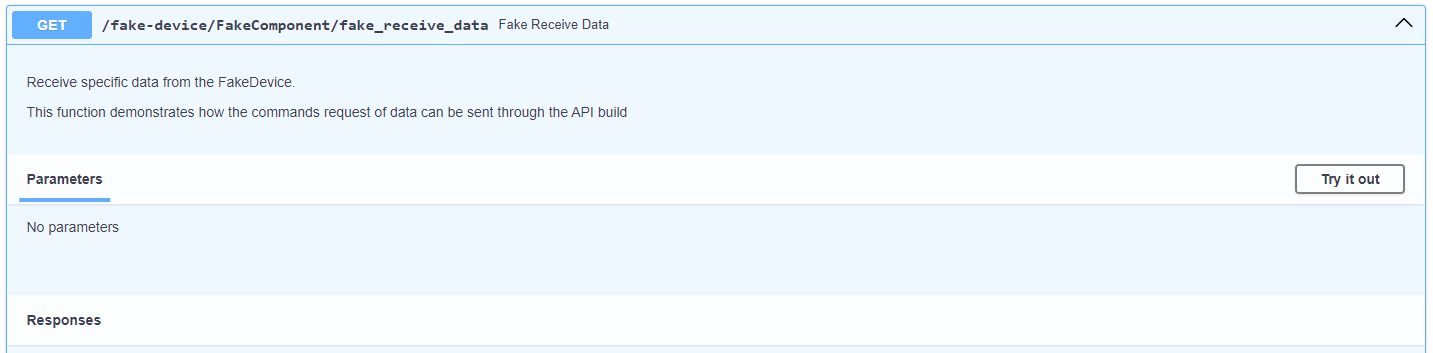 GET /fake-device/FakeComponent/fake_receive_data Fake Receive Data
Receive specific data from the FakeDevice.
This function demonstrates how the commands request of data can be sent through the API build
Parameters Try it out
No parameters
Responses